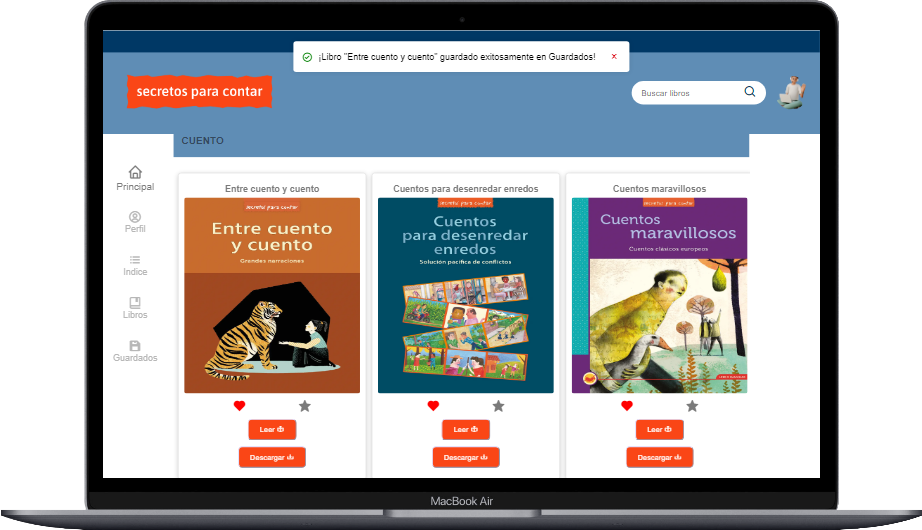 ¡Libro "Entre cuento y cuento" guardado exitosamente en Guardados!
secretos para contar
Buscar libros
CUENTO
Principal
Perfil
Indice
Libros
Guardados
Entre cuento y cuento
secretos para contar
Entre cuento
y cuento
Grandes narraciones
Leer
Descargar
Cuentos para desenredar enredos
secretos para contar
Cuentos
para desenredar
enredos
Solución pacífica de conflictos
Leer
Descargar
Cuentos maravillosos
secretos para contar
Cuentos
maravillosos
Cuentos clásicos europeos
Leer
Descargar
MacBook Air